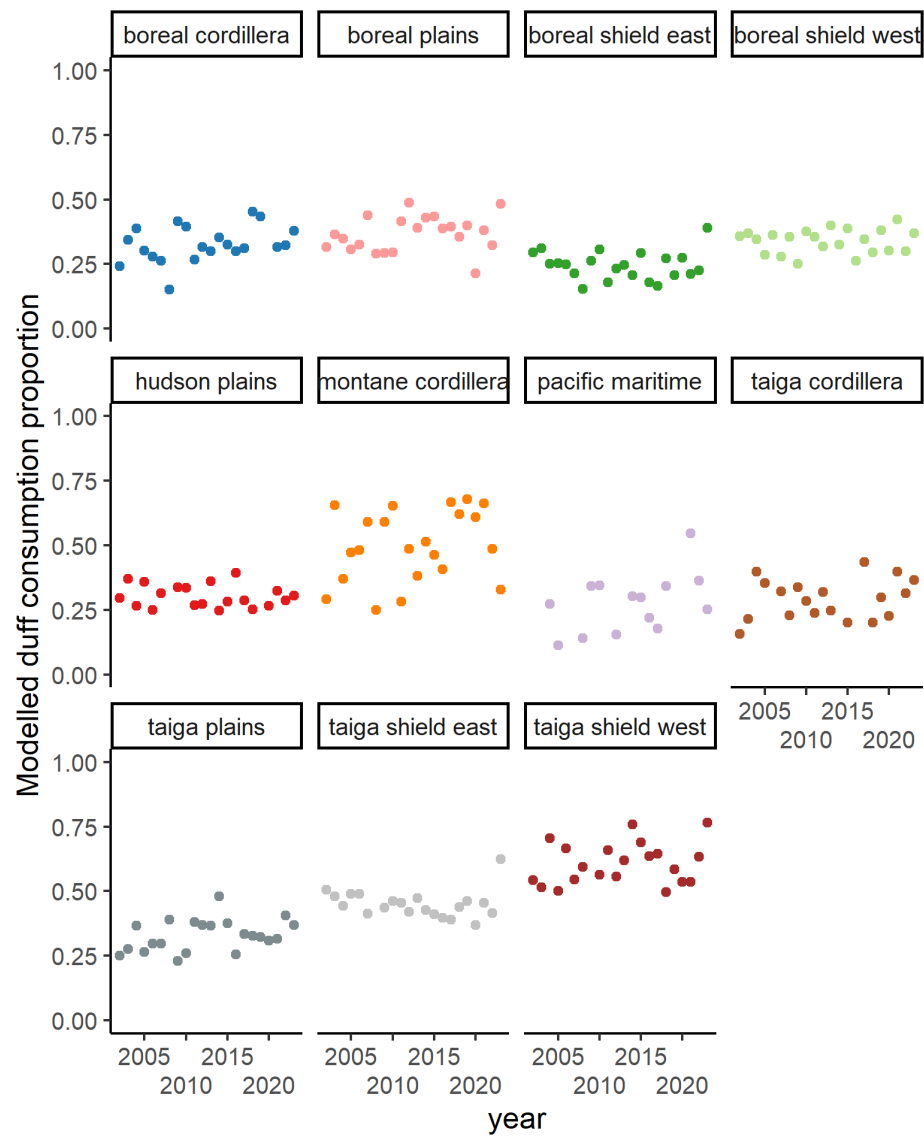 boreal cordillera
boreal plains
boreal shield east
boreal shield west
1.00
0.75
0.50
0.25
0.00
hudson plains
montane cordillera
pacific maritime
taiga cordillera
1.00
0.75
0.50
0.25
0.00
2005 2015
2010 2020
taiga plains
taiga shield east
taiga shield west
1.00
0.75
0.50
0.25
0.00
2005 2015
2010 2020
2005 2015
2010 2020
2005 2015
2010 2020
year
Modelled duff consumption proportion